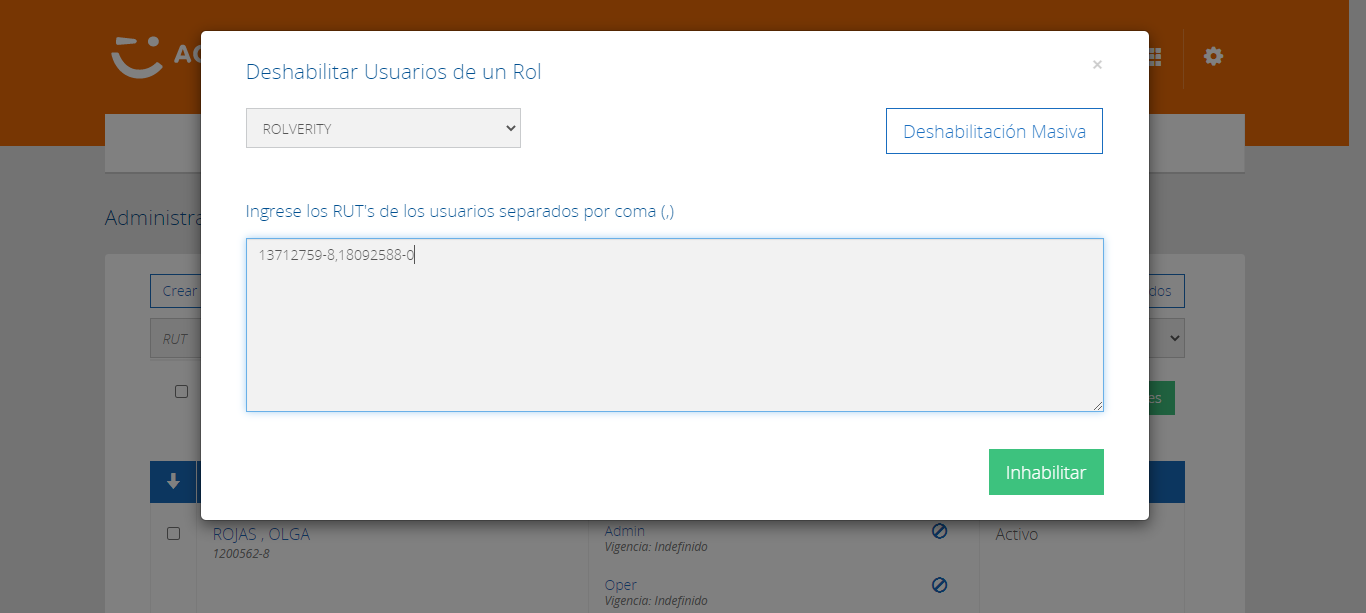 AC
Deshabilitar Usuarios de un Rol
×
ROLVERITY
Deshabilitación Masiva
Administra
Ingrese los RUT's de los usuarios separados por coma (,)
13712759-8,18092588-0
Crear
dos
RUT
es
Inhabilitar
ROJAS , OLGA
1200562-8
Admin
Vigencia: Indefinido
Activo
Oper
Vigencia: Indefinido